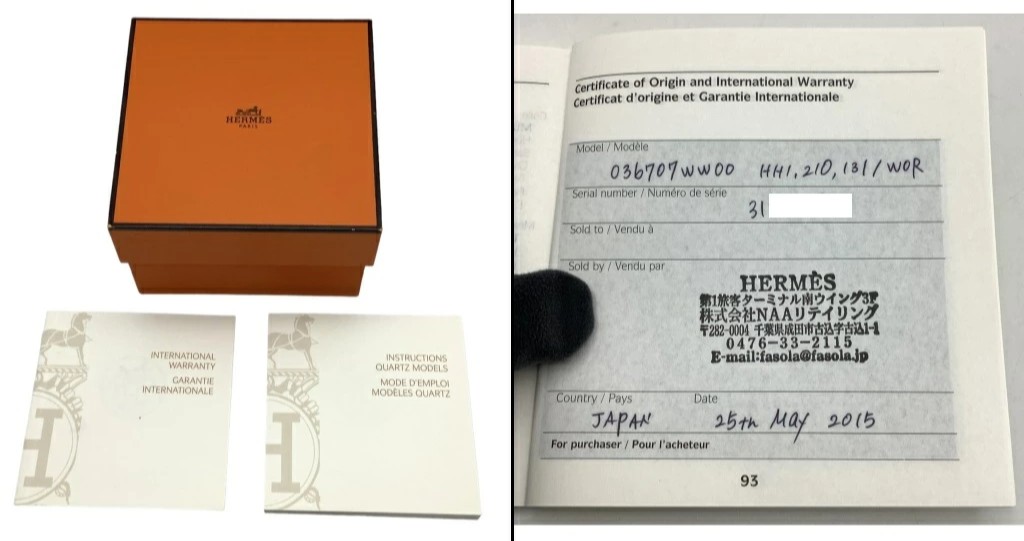 HERMÈS
PARIS
INTERNATIONAL
WARRANTY
GARANTIE
INTERNATIONALE
INSTRUCTIONS
QUARTZ MODELS
MODE D'EMPLOI
MODÈLES QUARTZ
Certificate of Origin and International Warranty
Certificat d'origine et Garantie Internationale
Model / Modèle
036707WW00 HH1,210,131/WOR
Serial number / Numéro de série
31
Sold to / Vendu à
Sold by / Vendu par
HERMÈS
第1旅客ターミナル南ウイング3F
株式会社NAAリテイリング
〒282-0004 千葉県成田市古込字古込1-1
0476-33-2115
E-mail:fasola@fasola.jp
Country / Pays Date
JAPAN 25th May 2015
For purchaser / Pour l'acheteur
93